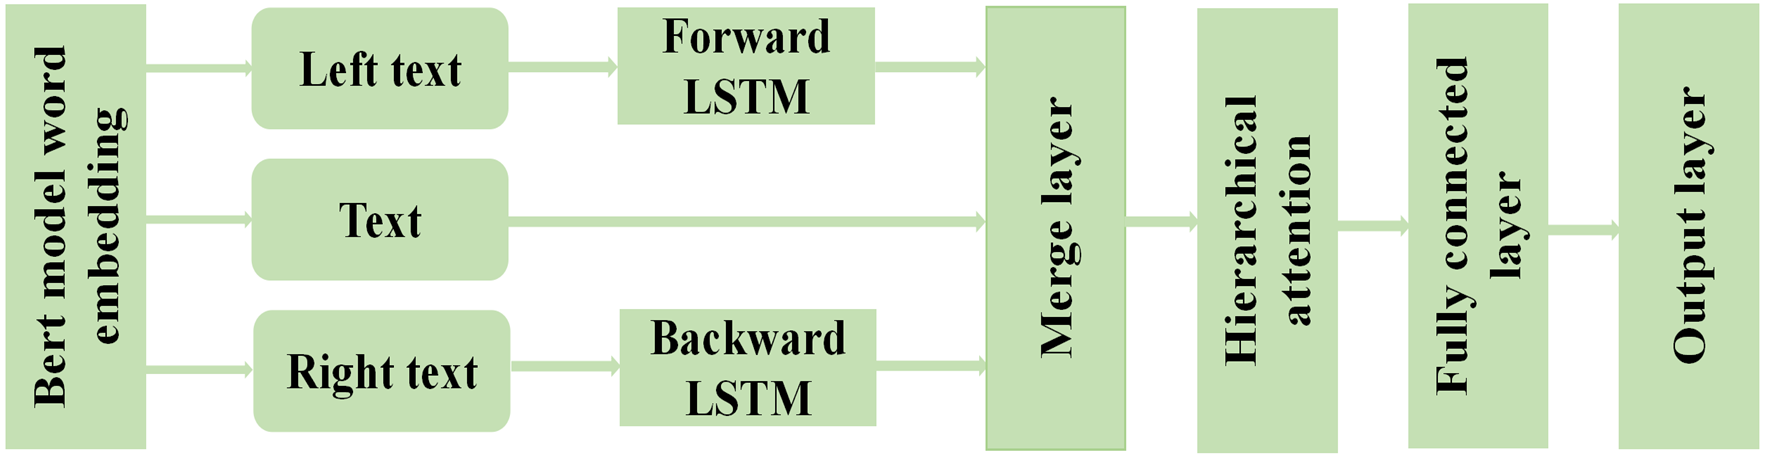 Bert model word
embedding
Left text
Text
Right text
Forward
LSTM
Backward
LSTM
Merge layer
Hierarchical
attention
Fully connected
layer
Output layer